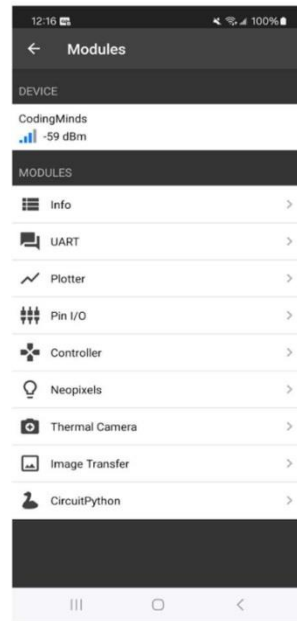 12:16 100%
Modules
DEVICE
CodingMinds
-59 dBm
MODULES
Info
UART
Plotter
Pin I/O
Controller
Neopixels
Thermal Camera
Image Transfer
CircuitPython